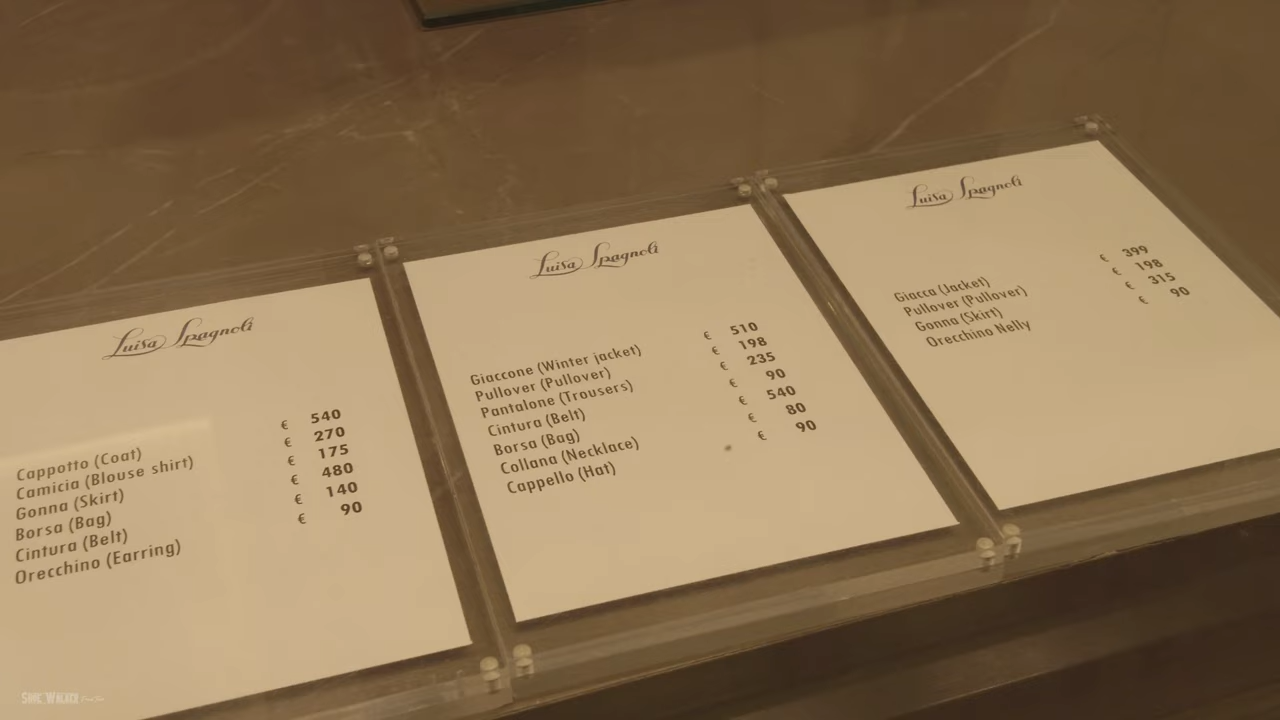 Luisa Spagnoli
Cappotto (Coat) € 540
Camicia (Blouse shirt) € 270
Gonna (Skirt) € 175
Borsa (Bag) € 480
Cintura (Belt) € 140
Orecchino (Earring) € 90
Luisa Spagnoli
Giaccone (Winter jacket) € 510
Pullover (Pullover) € 198
Pantalone (Trousers) € 235
Cintura (Belt) € 90
Borsa (Bag) € 540
Collana (Necklace) € 80
Cappello (Hat) € 90
Luisa Spagnoli
Giacca (Jacket) € 399
Pullover (Pullover) € 198
Gonna (Skirt) € 315
Orecchino Nelly € 90